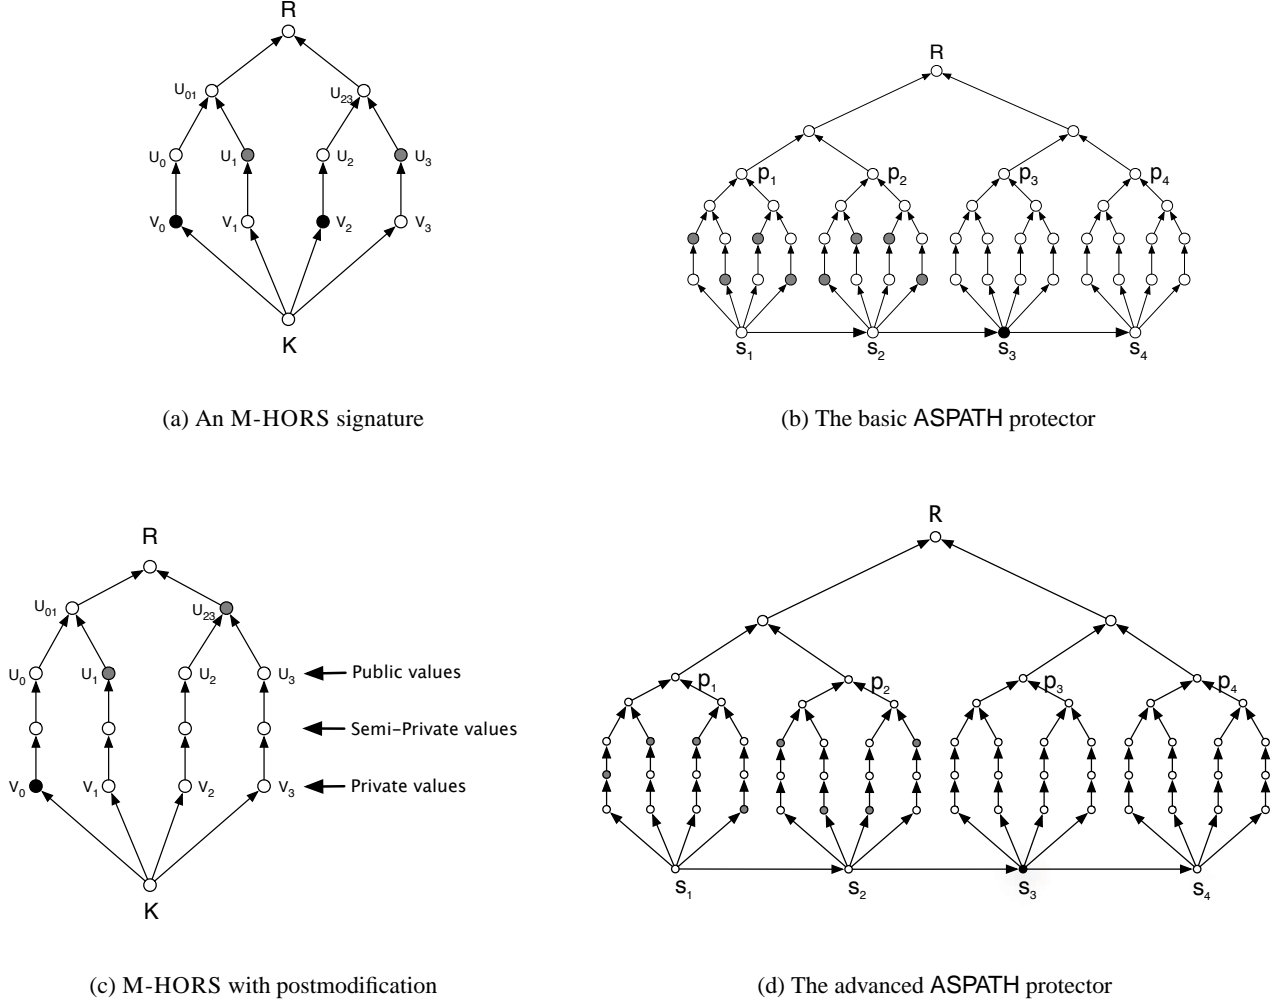 R
U01
U23
U0
U1
U2
U3
V0
V1
V2
V3
K
(a) An M-HORS signature
R
p1
p2
p3
p4
s1
s2
s3
s4
(b) The basic ASPATH protector
R
U01
U23
U0
U1
U2
U3
Public values
Semi-Private values
V0
V1
V2
V3
Private values
K
(c) M-HORS with postmodification
R
p1
p2
p3
p4
s1
s2
s3
s4
(d) The advanced ASPATH protector